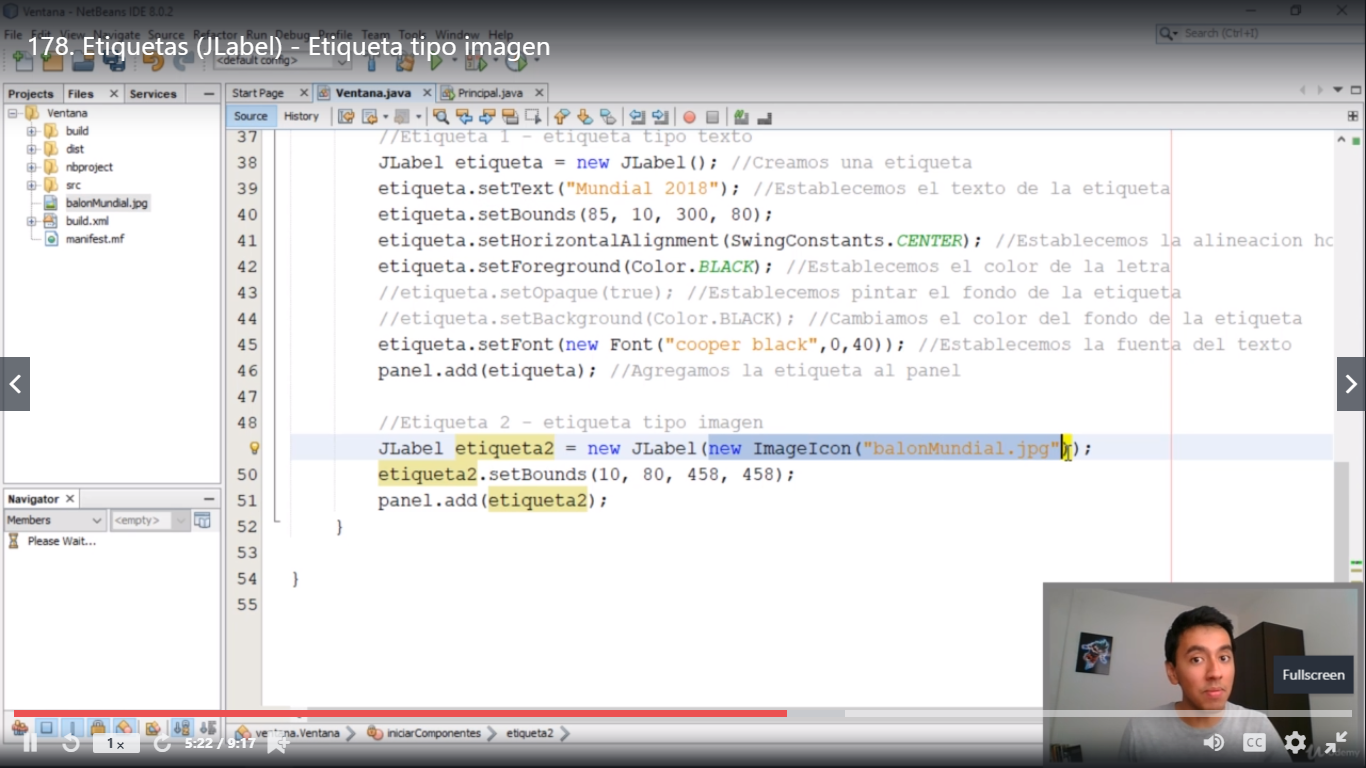 Ventana - NetBeans IDE 8.0.2
File Edit View Navigate Source Refactor Run Debug Profile Team Tools Window Help
Search (Ctrl+I)
178. Etiquetas (JLabel) - Etiqueta tipo imagen
<default config>
Projects Files Services
Start Page Ventana.java Principal.java
Source History
Ventana
build
dist
nbproject
src
balonMundial.jpg
build.xml
manifest.mf
Navigator
Members <empty>
Please Wait...
37 //Etiqueta 1 - etiqueta tipo texto
38 JLabel etiqueta = new JLabel(); //Creamos una etiqueta
39 etiqueta.setText("Mundial 2018"); //Establecemos el texto de la etiqueta
40 etiqueta.setBounds(85, 10, 300, 80);
41 etiqueta.setHorizontalAlignment(SwingConstants.CENTER); //Establecemos la alineacion ho
42 etiqueta.setForeground(Color.BLACK); //Establecemos el color de la letra
43 //etiqueta.setOpaque(true); //Establecemos pintar el fondo de la etiqueta
44 //etiqueta.setBackground(Color.BLACK); //Cambiamos el color del fondo de la etiqueta
45 etiqueta.setFont(new Font("cooper black",0,40)); //Establecemos la fuenta del texto
46 panel.add(etiqueta); //Agregamos la etiqueta al panel
47
48 //Etiqueta 2 - etiqueta tipo imagen
JLabel etiqueta2 = new JLabel(new ImageIcon("balonMundial.jpg"));
50 etiqueta2.setBounds(10, 80, 458, 458);
51 panel.add(etiqueta2);
52 }
53
54 }
55
Fullscreen
ventana.Ventana iniciarComponentes etiqueta2
1x 5:22 / 9:17
CC
Udemy